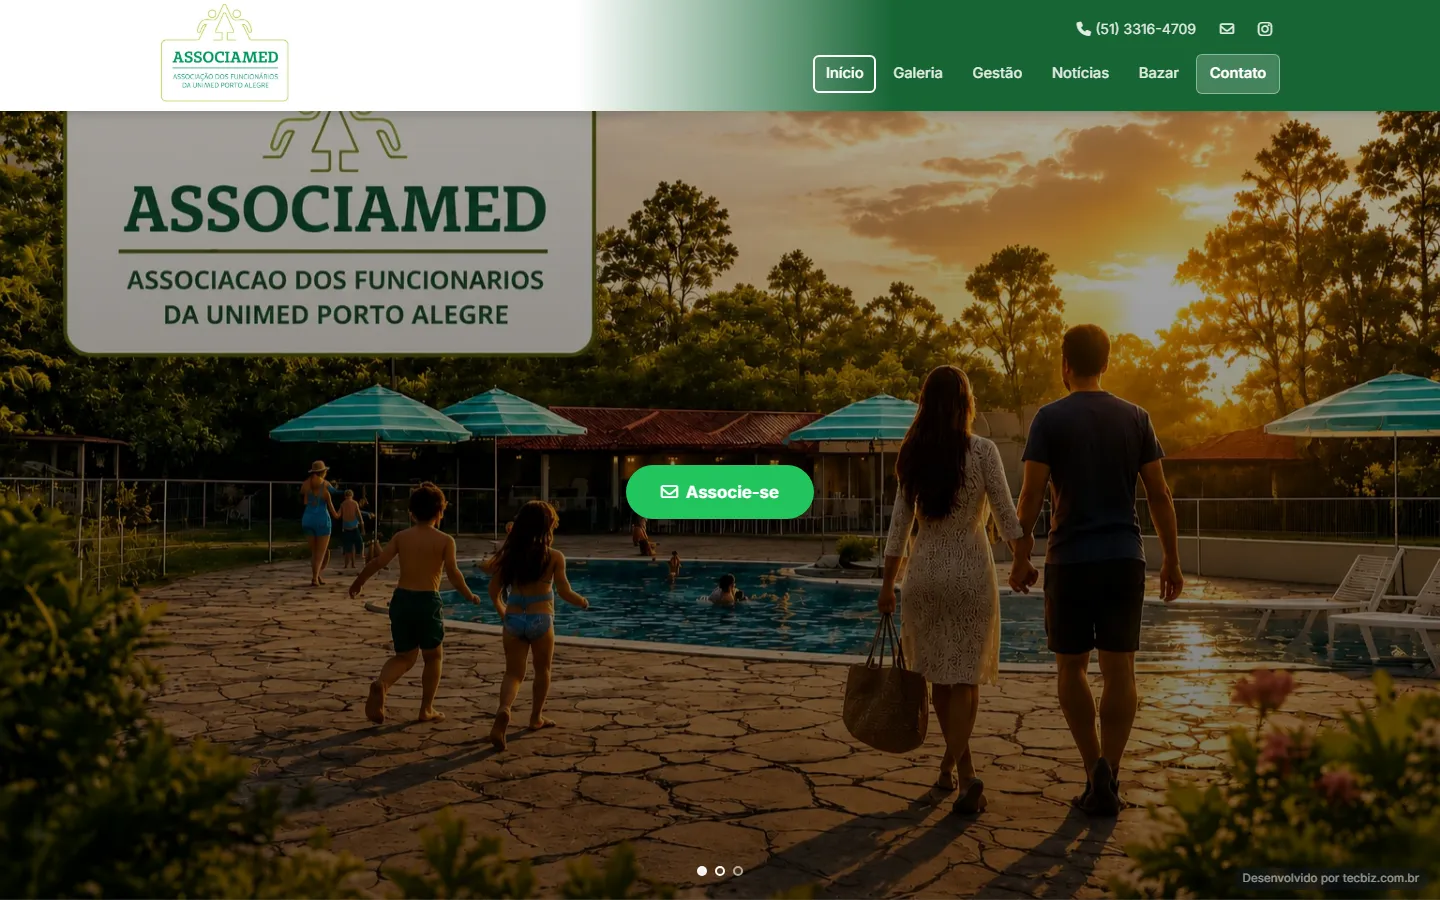 ASSOCIAMED
ASSOCIAÇÃO DOS FUNCIONÁRIOS
DA UNIMED PORTO ALEGRE
(51) 3316-4709
Início
Galeria
Gestão
Notícias
Bazar
Contato
ASSOCIAMED
ASSOCIACAO DOS FUNCIONARIOS
DA UNIMED PORTO ALEGRE
Associe-se
Desenvolvido por tecbiz.com.br